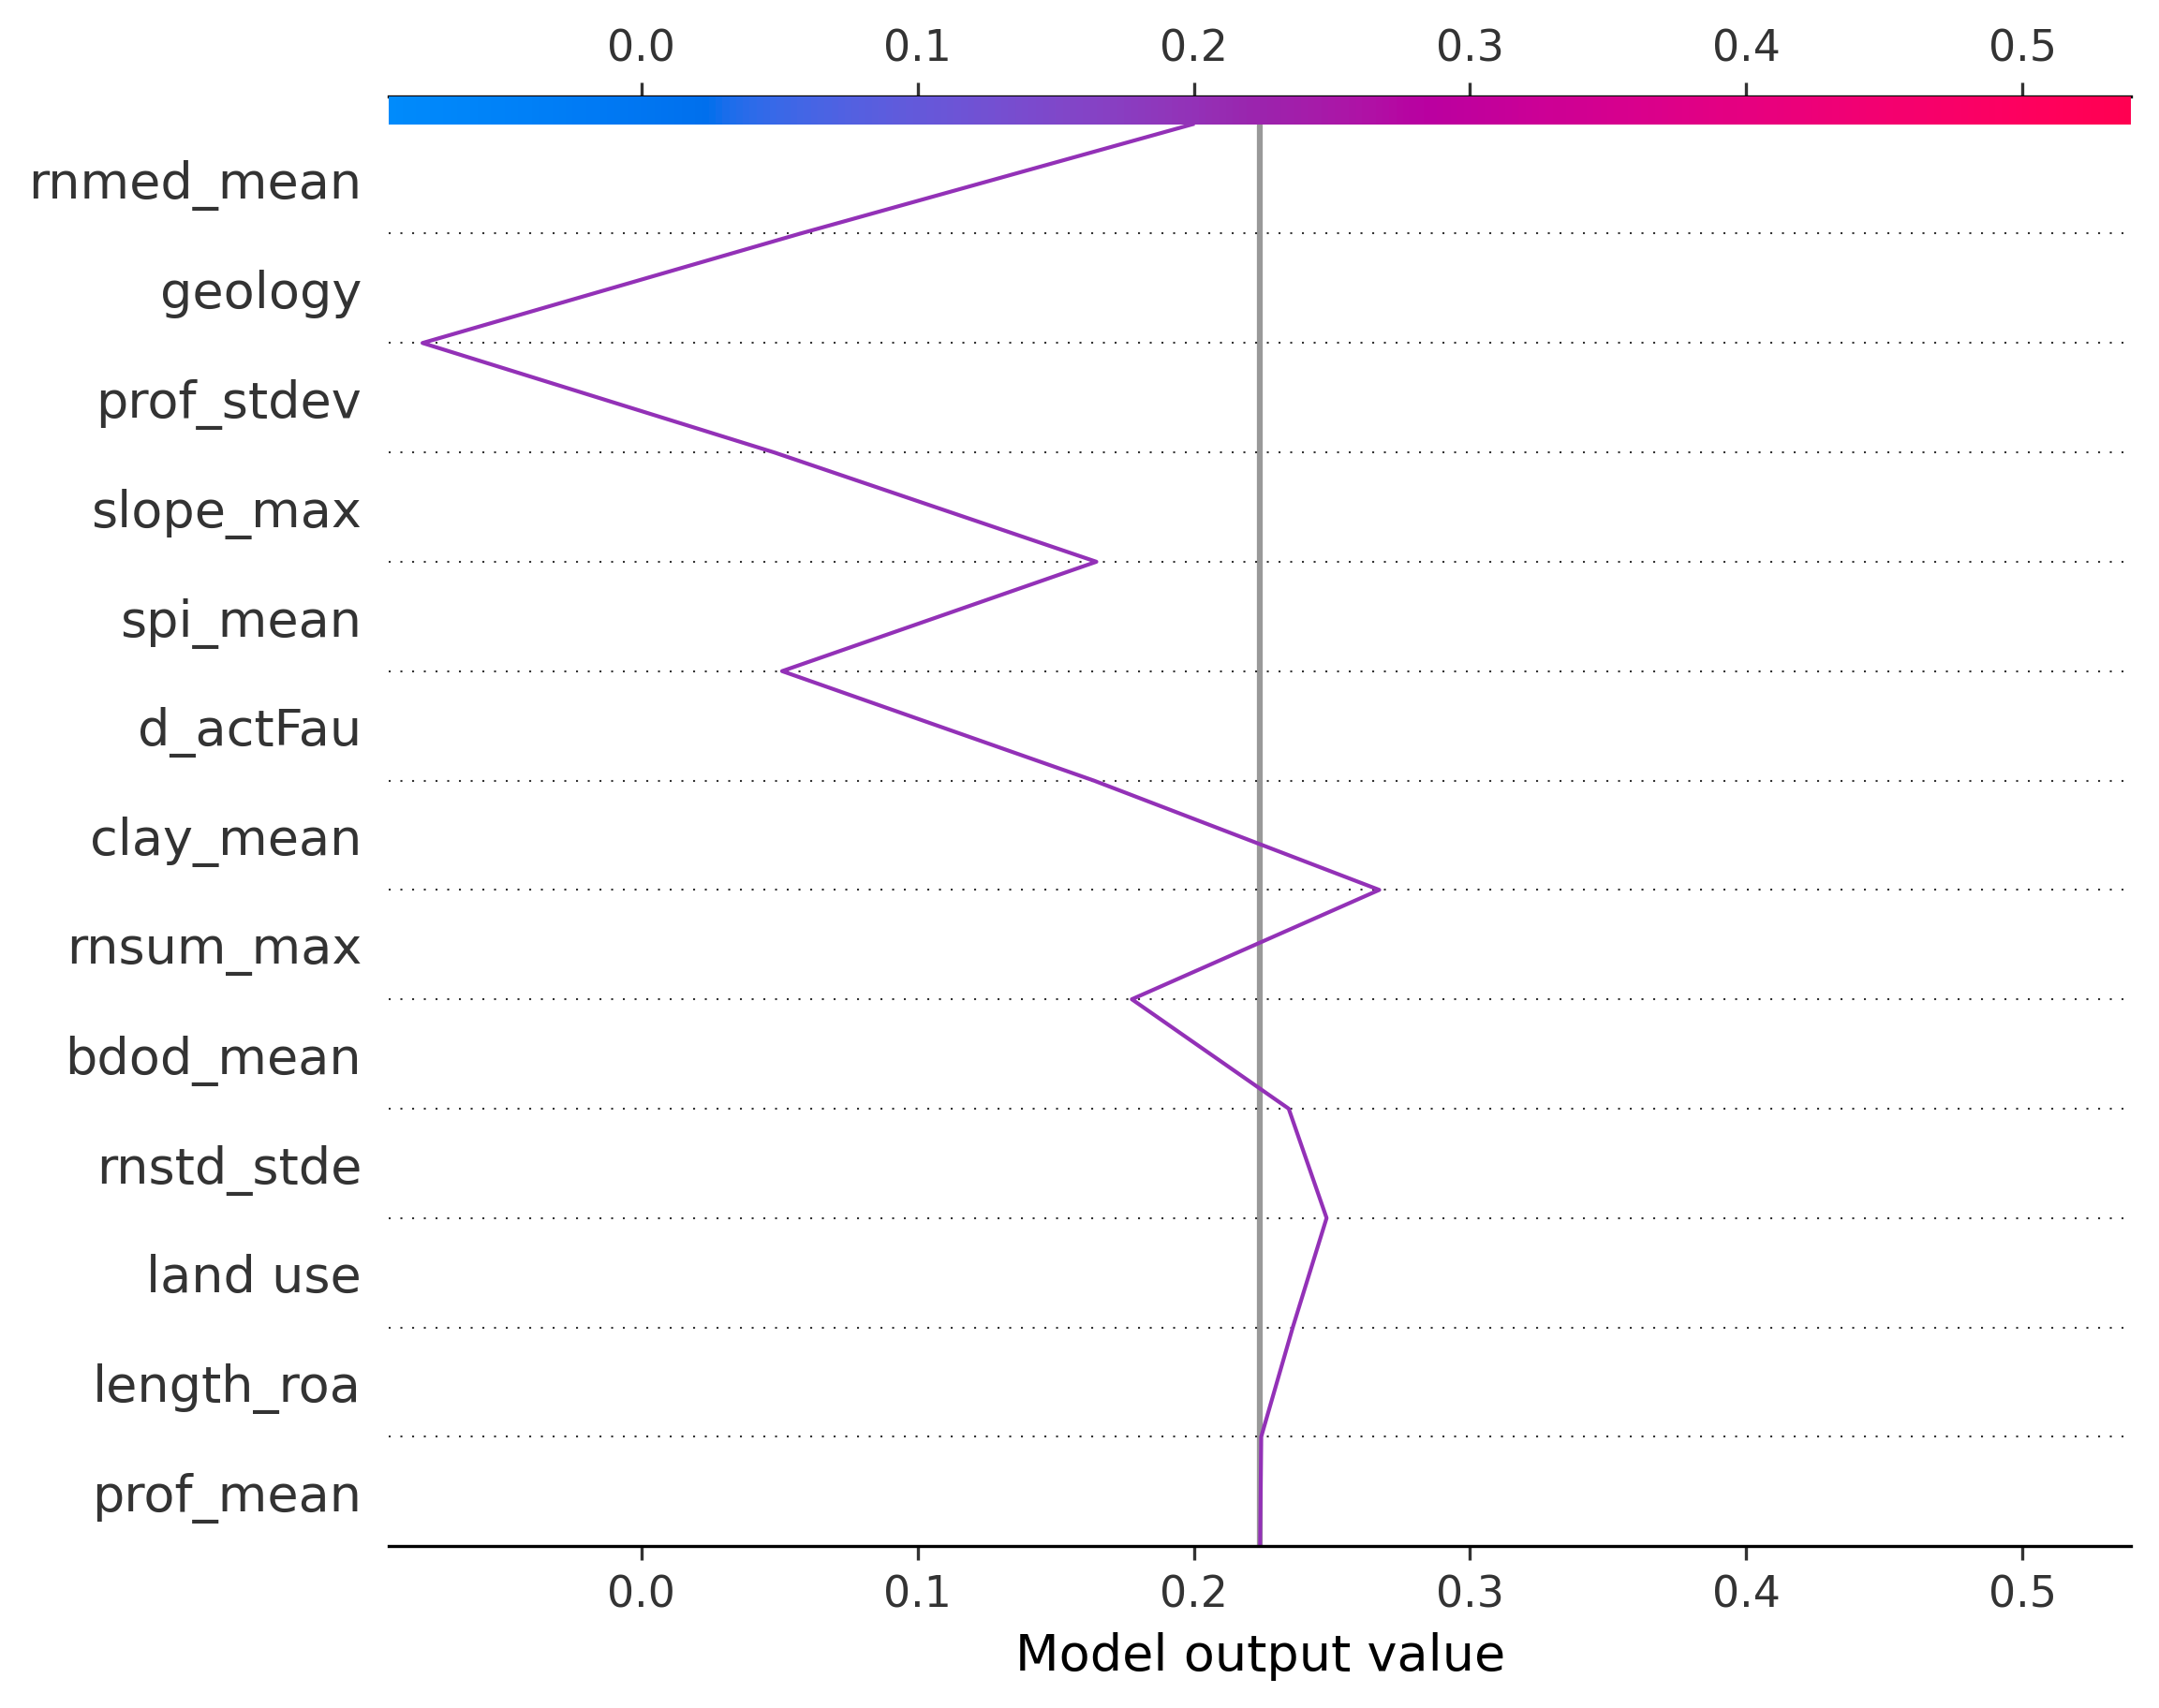 0.0 0.1 0.2 0.3 0.4 0.5
rnmed_mean
geology
prof_stdev
slope_max
spi_mean
d_actFau
clay_mean
rnsum_max
bdod_mean
rnstd_stde
land use
length_roa
prof_mean
0.0 0.1 0.2 0.3 0.4 0.5
Model output value